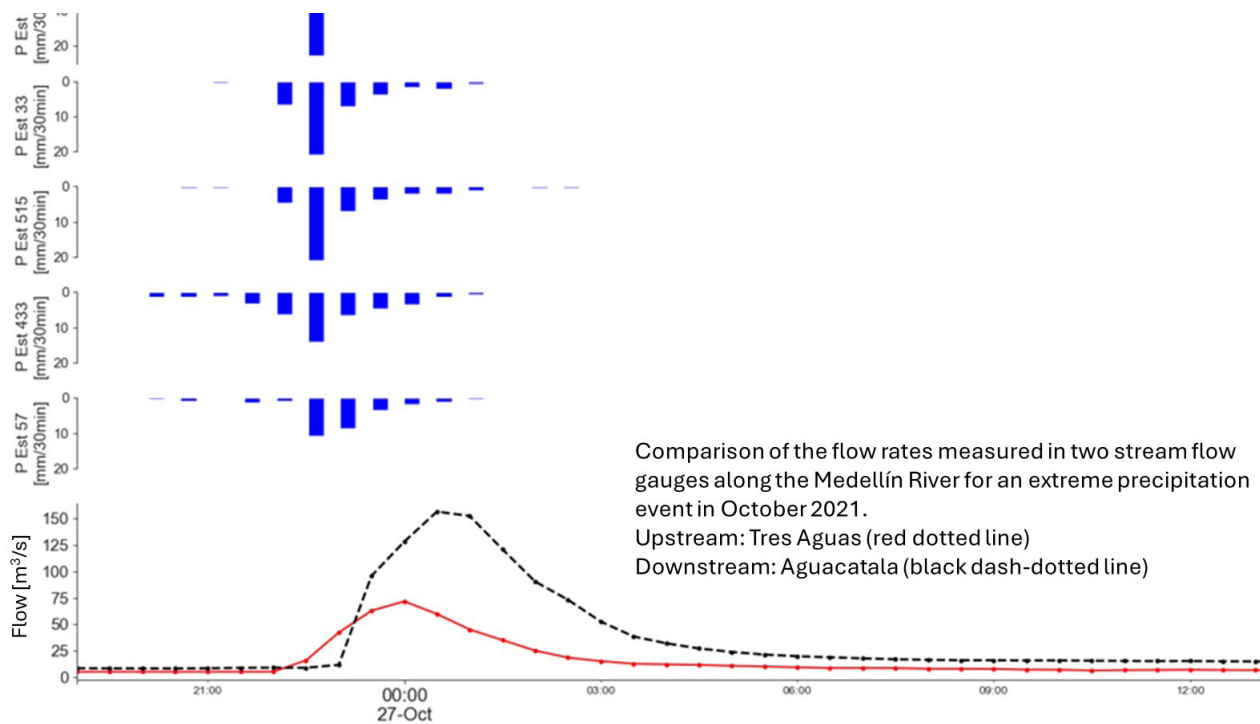 P Est
[mm/30
20
P Est 33
[mm/30min]
0
10
20
P Est 515
[mm/30min]
0
10
20
P Est 433
[mm/30min]
0
10
20
P Est 57
[mm/30min]
0
10
20
Comparison of the flow rates measured in two stream flow
gauges along the Medellín River for an extreme precipitation
event in October 2021.
Upstream: Tres Aguas (red dotted line)
Downstream: Aguacatala (black dash-dotted line)
Flow [m³/s]
150
125
100
75
50
25
0
21:00
00:00
27-Oct
03:00
06:00
09:00
12:00